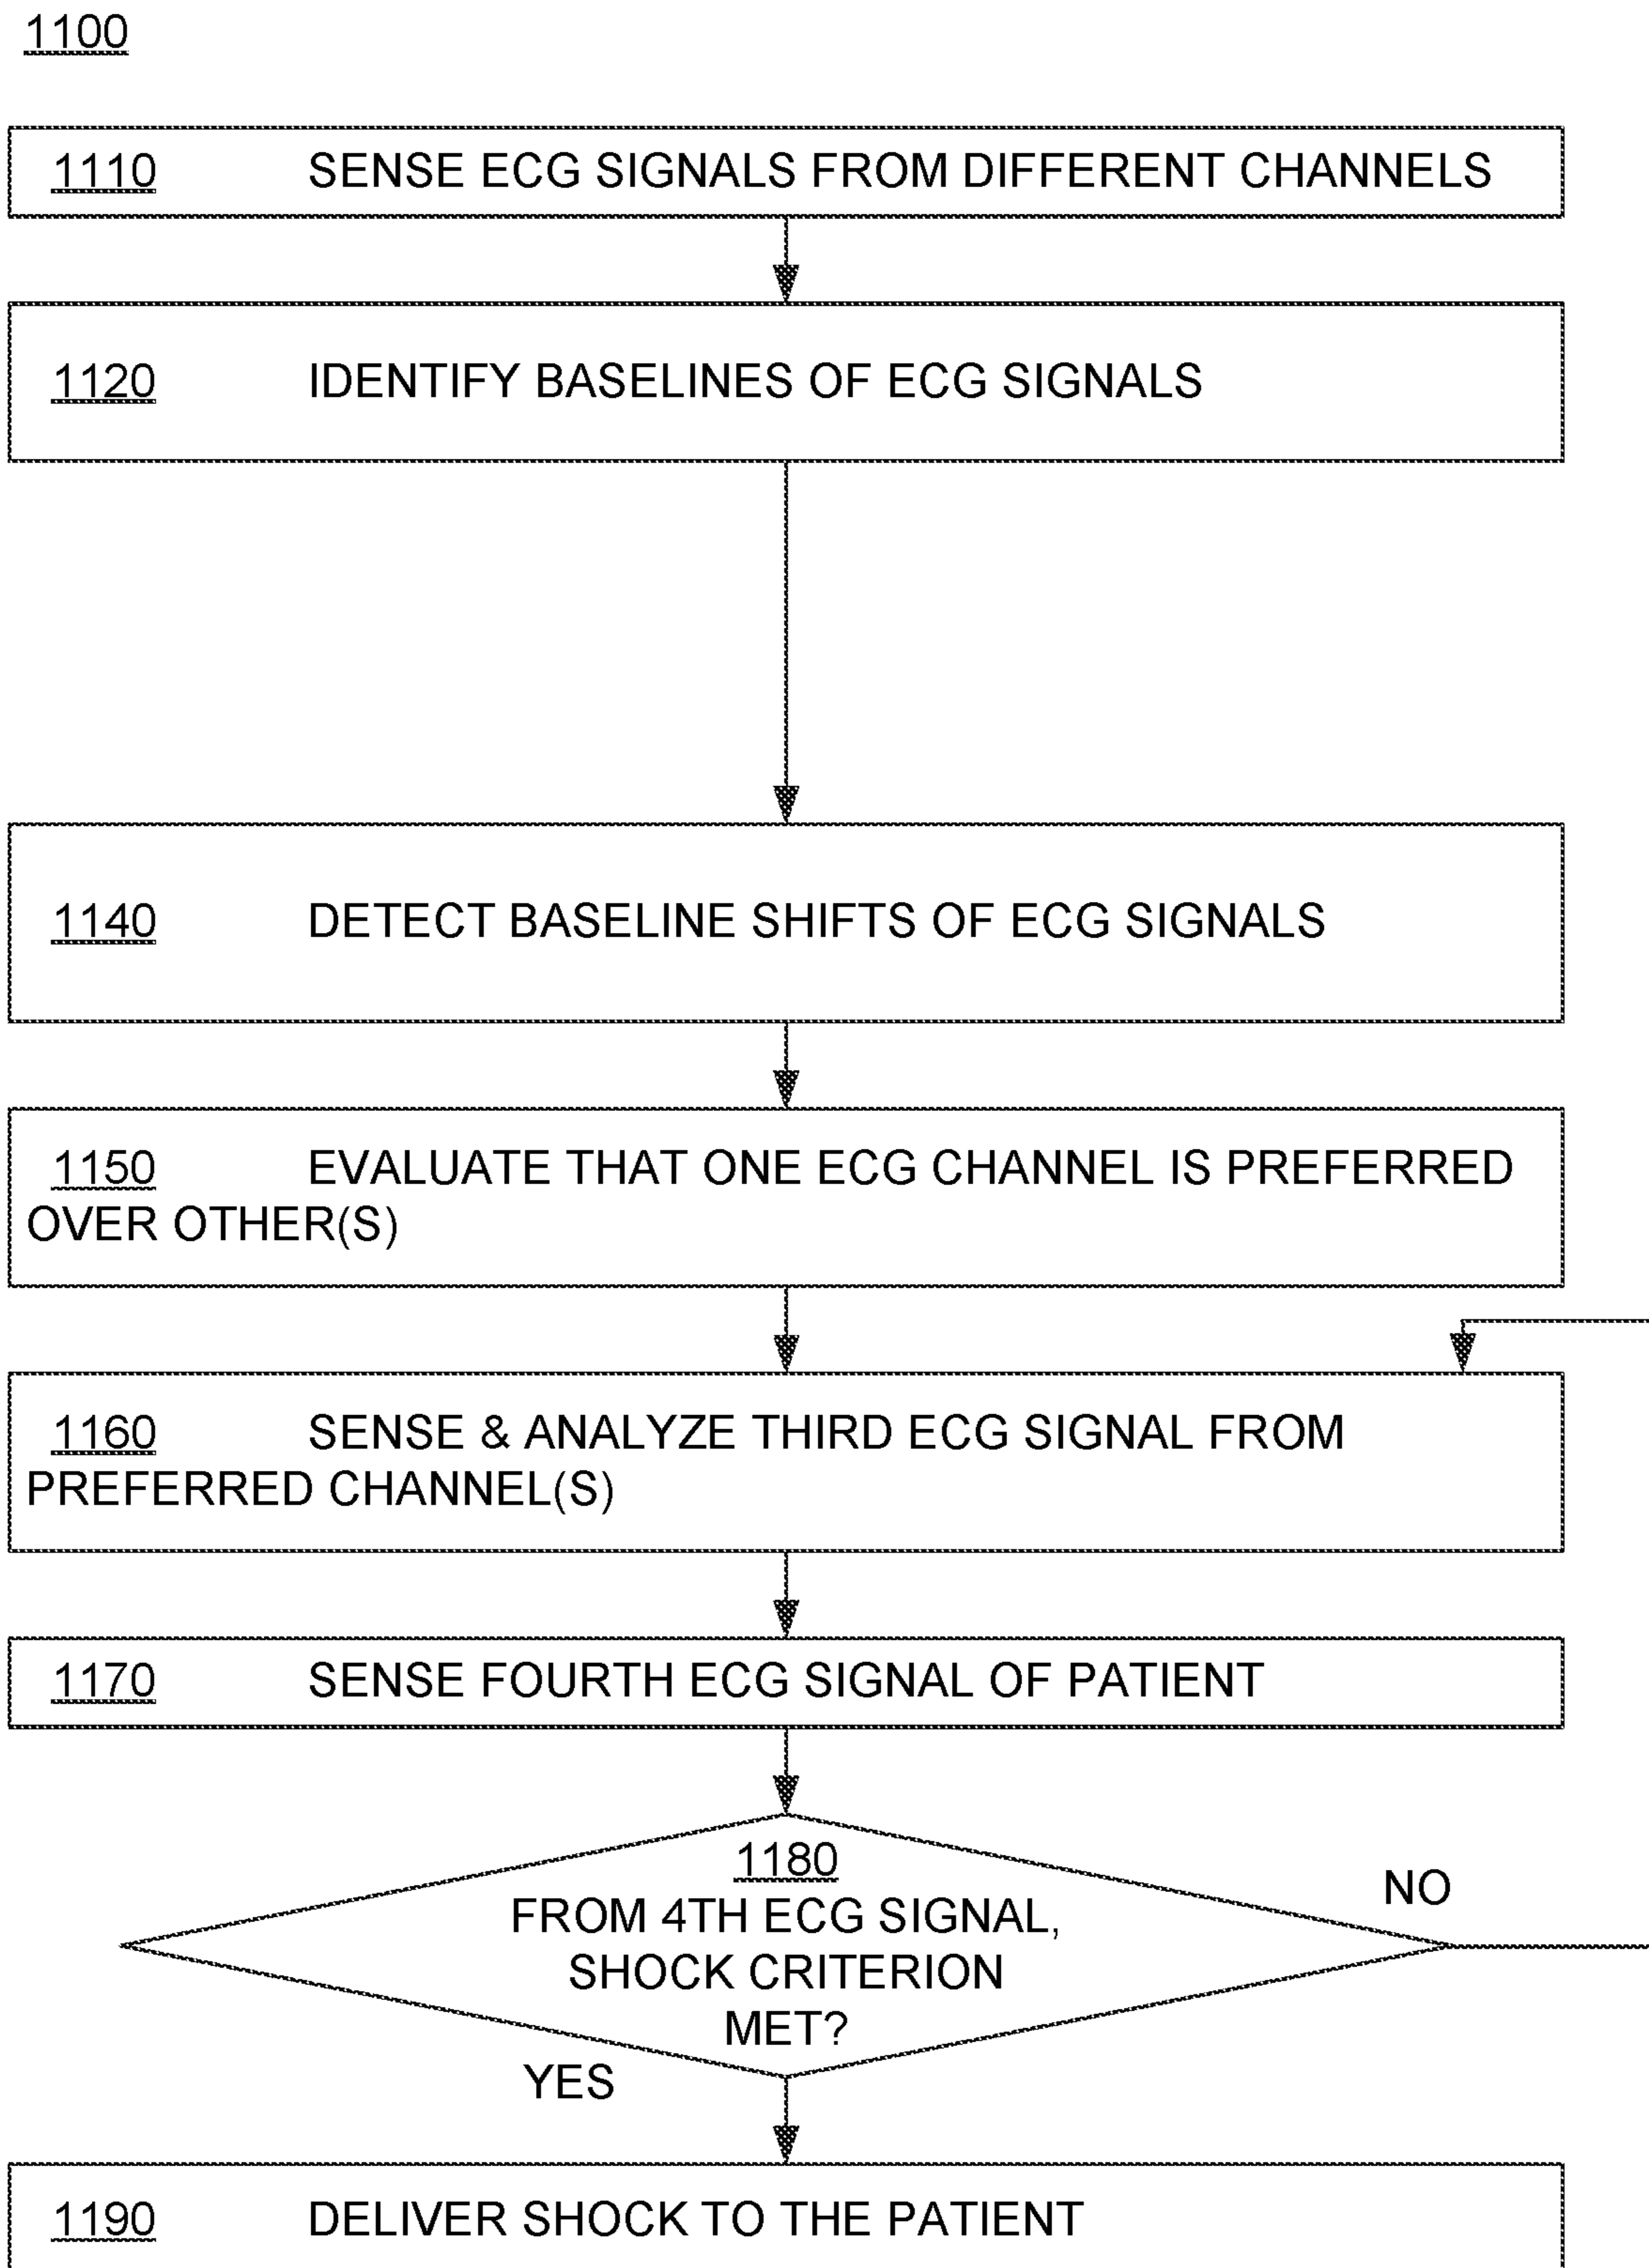 1100
1110 SENSE ECG SIGNALS FROM DIFFERENT CHANNELS
1120 IDENTIFY BASELINES OF ECG SIGNALS
1140 DETECT BASELINE SHIFTS OF ECG SIGNALS
1150 EVALUATE THAT ONE ECG CHANNEL IS PREFERRED
OVER OTHER(S)
1160 SENSE & ANALYZE THIRD ECG SIGNAL FROM
PREFERRED CHANNEL(S)
1170 SENSE FOURTH ECG SIGNAL OF PATIENT
1180
FROM 4TH ECG SIGNAL,
SHOCK CRITERION
MET?
NO
YES
1190 DELIVER SHOCK TO THE PATIENT